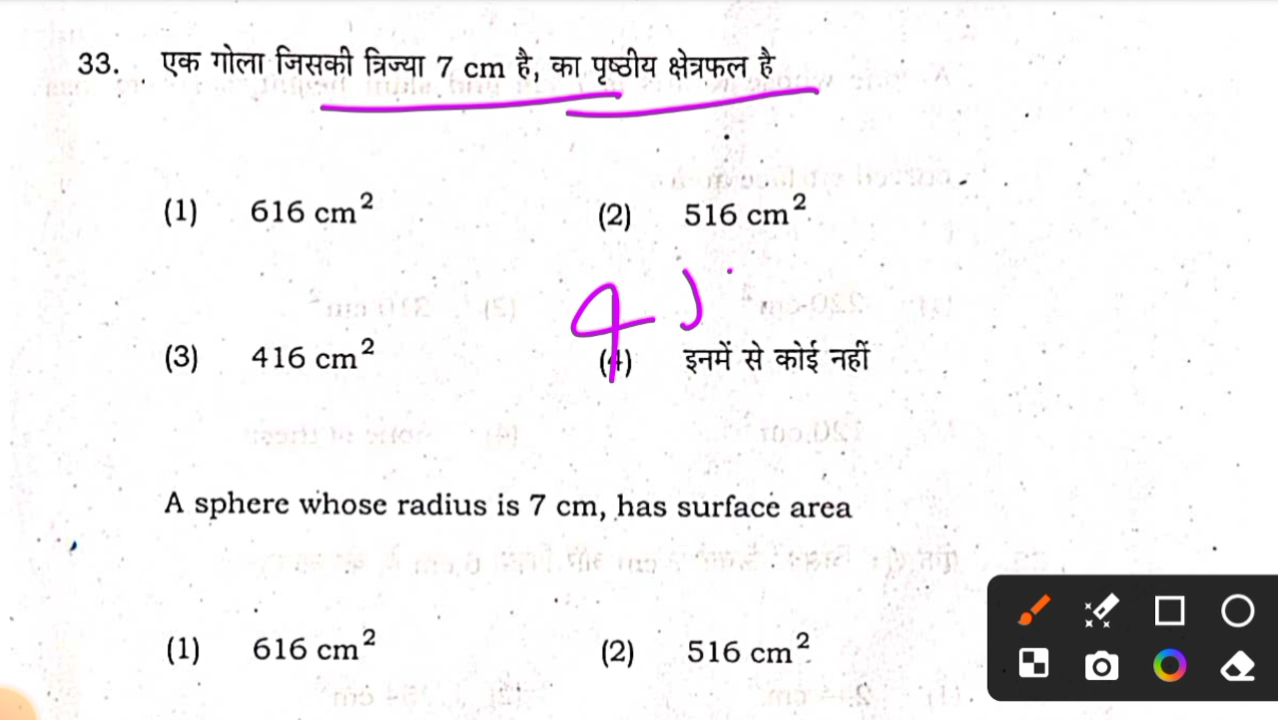 33. एक गोला जिसकी त्रिज्या 7 cm है, का पृष्ठीय क्षेत्रफल है
(1) 616 cm² (2) 516 cm²
4
(3) 416 cm² (4) इनमें से कोई नहीं
A sphere whose radius is 7 cm, has surface area
(1) 616 cm² (2) 516 cm²